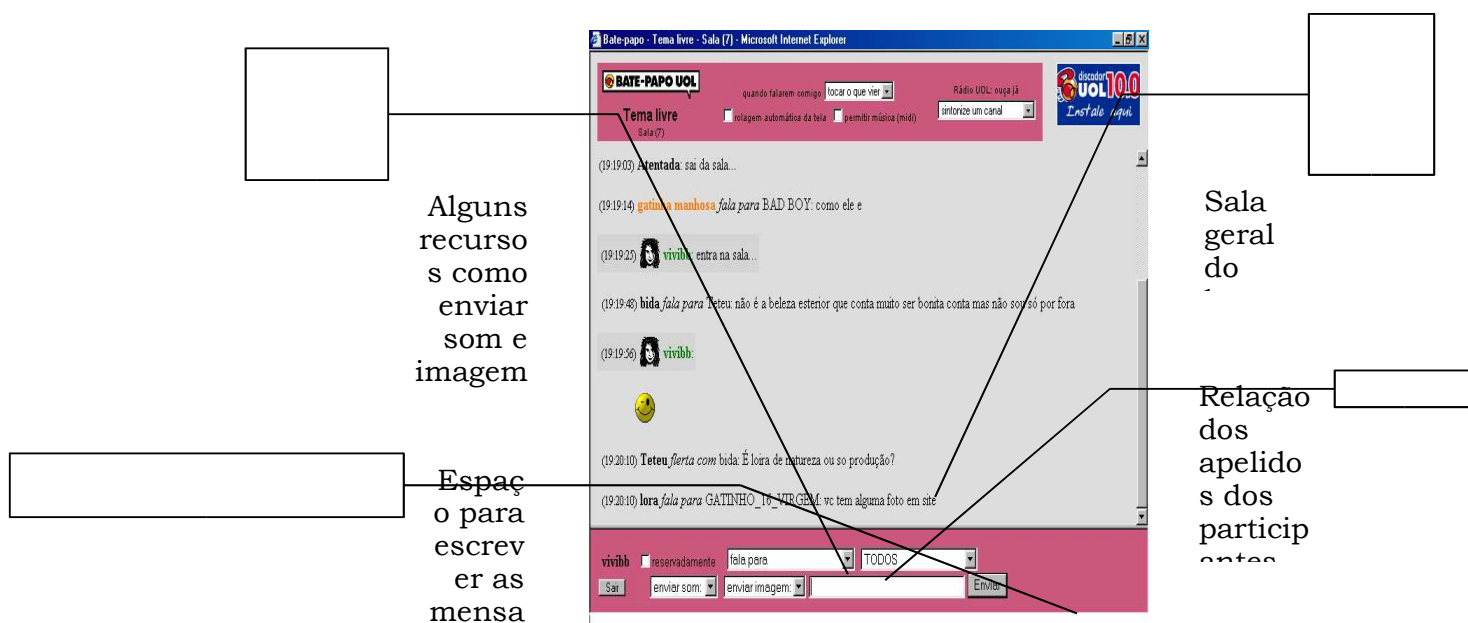 Bate-papo - Tema livre - Sala (7) - Microsoft Internet Explorer
BATE-PAPO UOL
quando falarem comigo tocar o que vier
Rádio UOL: ouça já
Tema livre
rolagem automática da tela permitir música (midi)
sintonize um canal
Sala (7)
discador
UOL 10.0
Instale aqui
(19:19:03) Atentada: sai da sala...
(19:19:14) gatinha manhosa fala para BAD BOY: como ele e
(19:19:25) vivibb: entra na sala...
(19:19:48) bida fala para Teteu: não é a beleza esterior que conta muito ser bonita conta mas não sou só por fora
(19:19:56) vivibb:
(19:20:10) Teteu flerta com bida: É loira de natureza ou so produção?
(19:20:10) lora fala para GATINHO_16_VIRGEM: vc tem alguma foto em site
vivibb reservadamente fala para TODOS
Sair enviar som: enviar imagem: Enviar
Alguns
recurso
s como
enviar
som e
imagem
Espaç
o para
escrev
er as
mensa
Sala
geral
do
Relação
dos
apelido
s dos
particip
antes